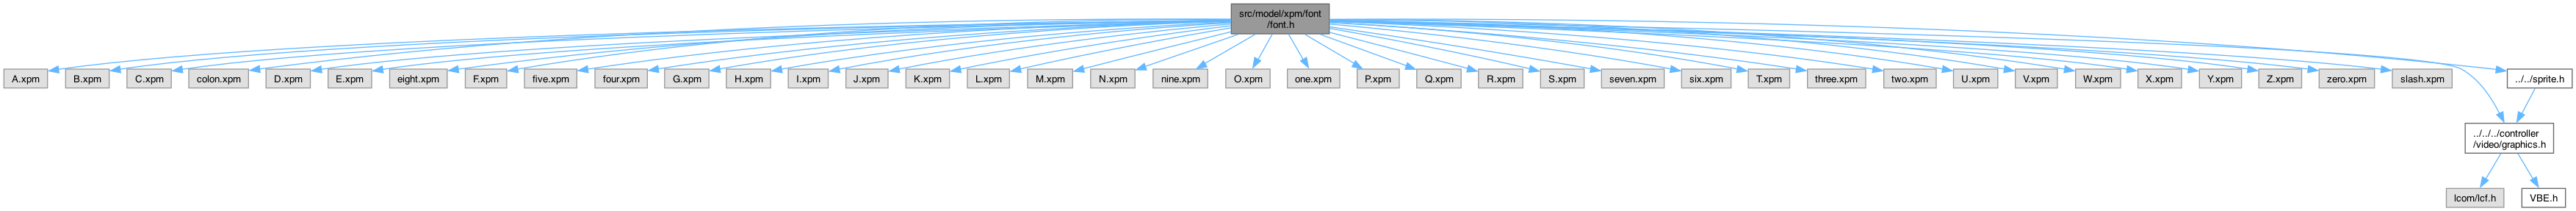 src/model/xpm/font
/font.h
A.xpm
B.xpm
C.xpm
colon.xpm
D.xpm
E.xpm
eight.xpm
F.xpm
five.xpm
four.xpm
G.xpm
H.xpm
I.xpm
J.xpm
K.xpm
L.xpm
M.xpm
N.xpm
nine.xpm
O.xpm
one.xpm
P.xpm
Q.xpm
R.xpm
S.xpm
seven.xpm
six.xpm
T.xpm
three.xpm
two.xpm
U.xpm
V.xpm
W.xpm
X.xpm
Y.xpm
Z.xpm
zero.xpm
slash.xpm
../../sprite.h
../../../controller
/video/graphics.h
lcom/lcf.h
VBE.h